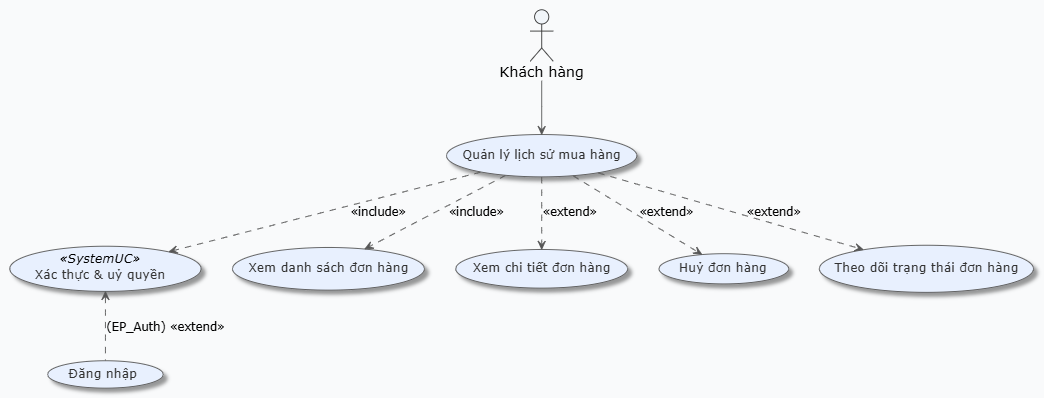 Khách hàng
Quản lý lịch sử mua hàng
«include»
«include»
«extend»
«extend»
«extend»
«SystemUC»
Xác thực & uỷ quyền
Xem danh sách đơn hàng
Xem chi tiết đơn hàng
Huỷ đơn hàng
Theo dõi trạng thái đơn hàng
(EP_Auth) «extend»
Đăng nhập